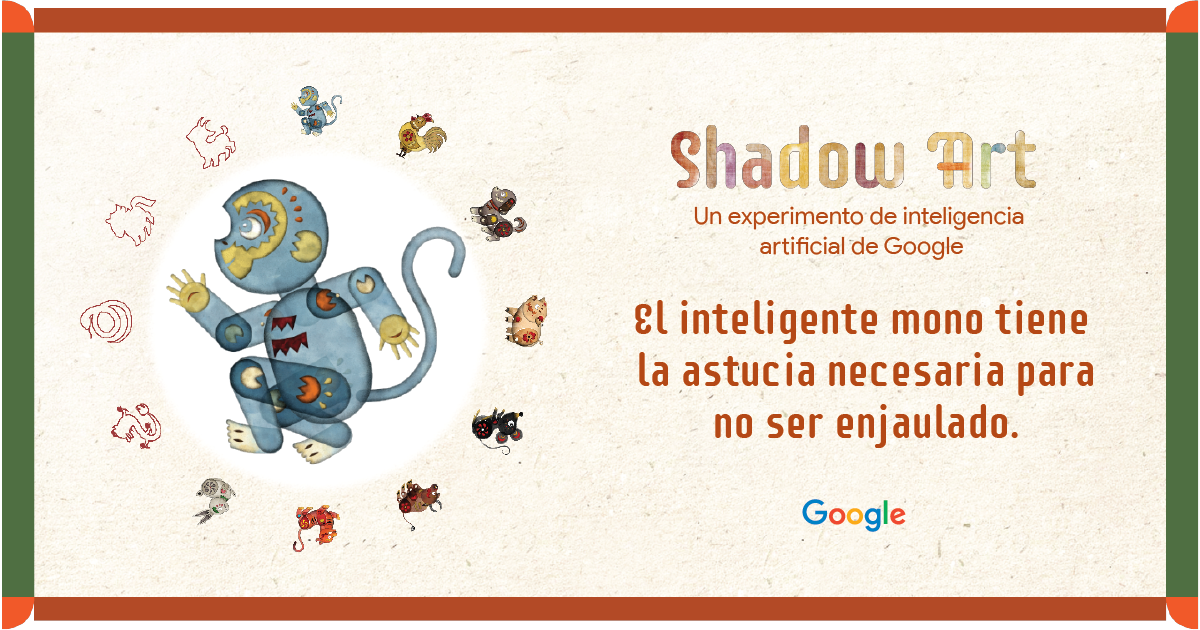 Shadow Art
Un experimento de inteligencia
artificial de Google
El inteligente mono tiene
la astucia necesaria para
no ser enjaulado.
Google